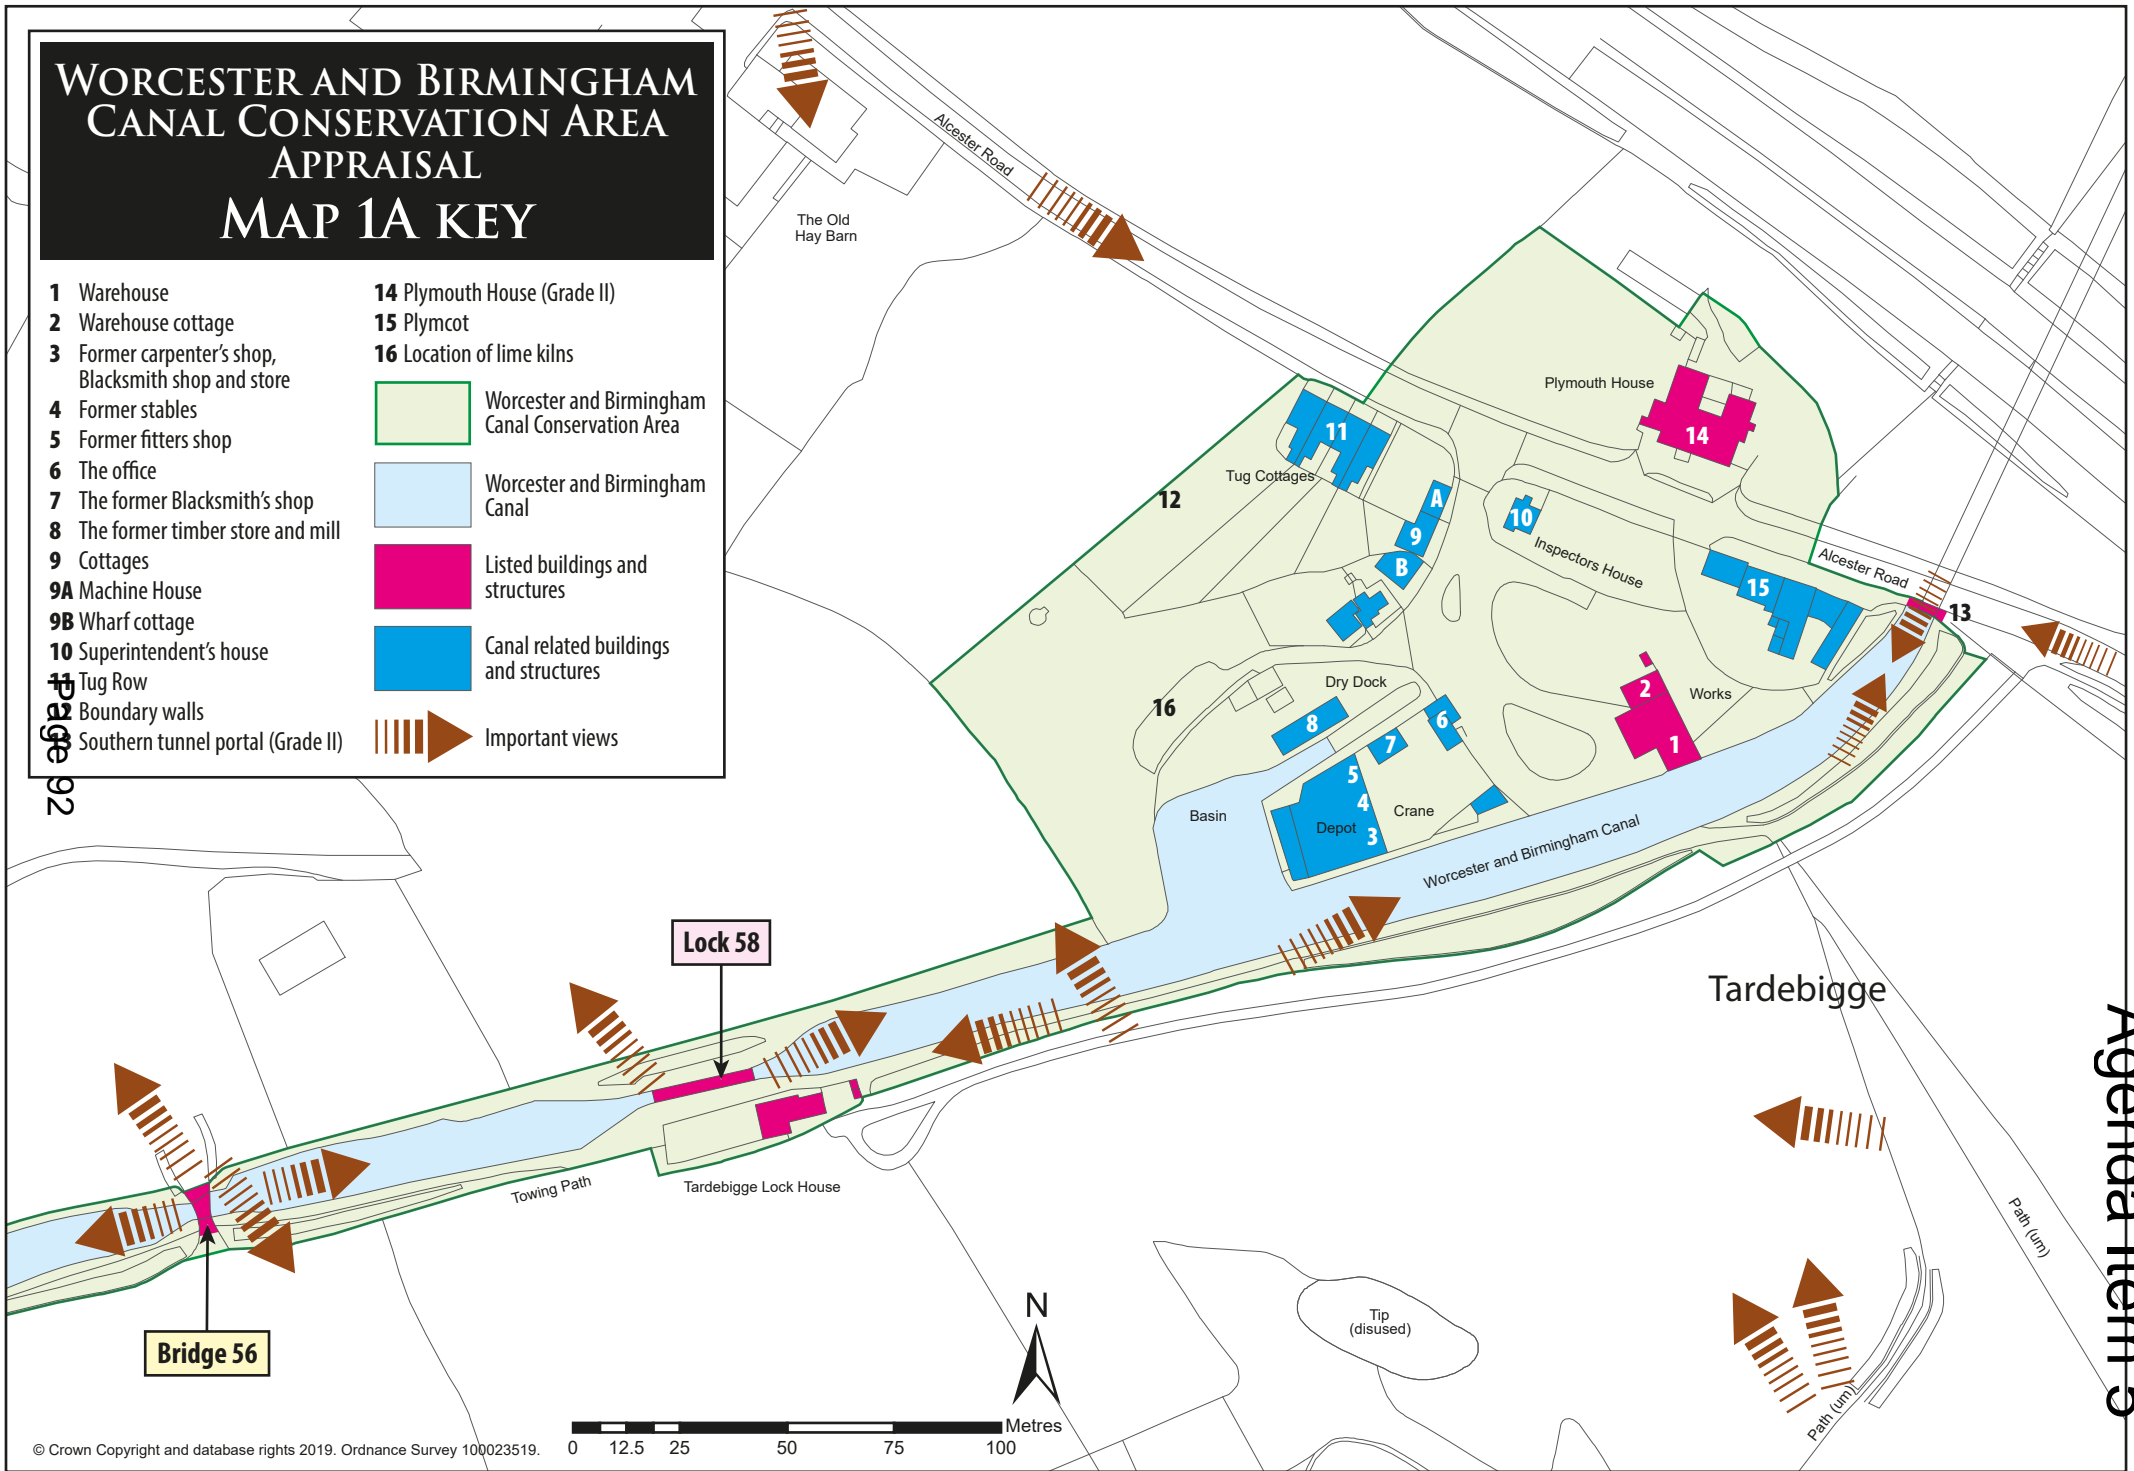 WORCESTER AND BIRMINGHAM
CANAL CONSERVATION AREA
APPRAISAL
MAP 1A KEY
1 Warehouse
2 Warehouse cottage
3 Former carpenter's shop,
Blacksmith shop and store
4 Former stables
5 Former fitters shop
6 The office
7 The former Blacksmith's shop
8 The former timber store and mill
9 Cottages
9A Machine House
9B Wharf cottage
10 Superintendent's house
11 Tug Row
12 Boundary walls
13 Southern tunnel portal (Grade II)
14 Plymouth House (Grade II)
15 Plymcot
16 Location of lime kilns
Worcester and Birmingham
Canal Conservation Area
Worcester and Birmingham
Canal
Listed buildings and
structures
Canal related buildings
and structures
Important views
Page 92
Alcester Road
The Old
Hay Barn
Plymouth House
14
11
Tug Cottages
12
A
9
B
10
Inspectors House
Alcester Road
15
13
Dry Dock
16
8
6
7
2
Works
1
5
4
3
Depot
Crane
Basin
Worcester and Birmingham Canal
Lock 58
Tardebigge
Agenda Item 5
Towing Path
Tardebigge Lock House
Bridge 56
Path (um)
Path (um)
Tip
(disused)
N
Metres
0 12.5 25 50 75 100
© Crown Copyright and database rights 2019. Ordnance Survey 100023519.